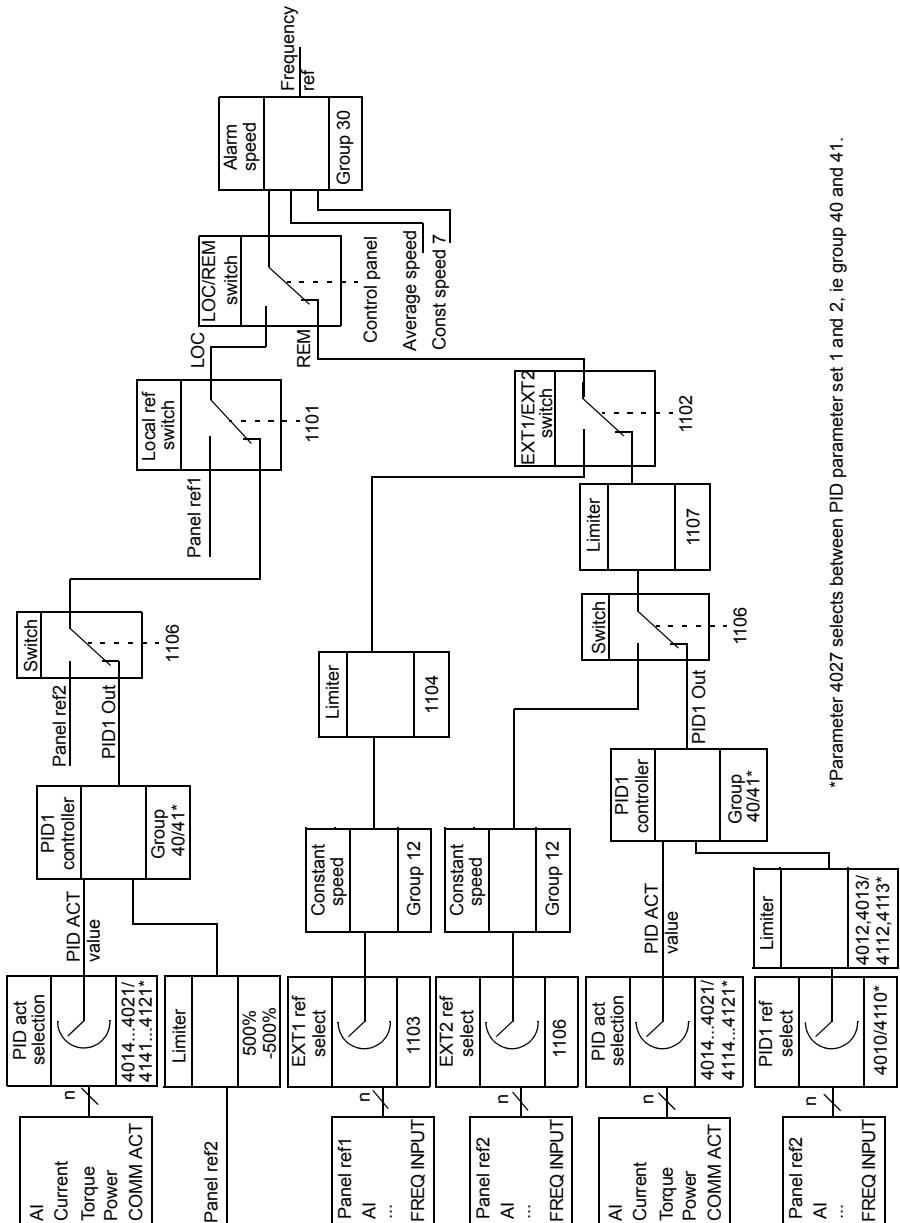 AI
Current
Torque
Power
COMM ACT
n
PID act
selection
4014...4021/
4141...4121*
PID ACT
value
PID1
controller
Group
40/41*
Panel ref2
PID1 Out
Switch
1106
Panel ref2
Limiter
500%
-500%
Panel ref1
Local ref
switch
1101
LOC
REM
LOC/REM
switch
Control panel
Average speed
Const speed 7
Alarm
speed
Group 30
Frequency
ref
Panel ref1
AI
...
FREQ INPUT
n
EXT1 ref
select
1103
Constant
speed
Group 12
Limiter
1104
EXT1/EXT2
switch
1102
Panel ref2
AI
...
FREQ INPUT
n
EXT2 ref
select
1106
Constant
speed
Group 12
Switch
1106
Limiter
1107
AI
Current
Torque
Power
COMM ACT
n
PID act
selection
4014...4021/
4114...4121*
PID ACT
value
PID1
controller
Group
40/41*
PID1 Out
Panel ref2
AI
...
FREQ INPUT
n
PID1 ref
select
4010/4110*
Limiter
4012,4013/
4112,4113*
*Parameter 4027 selects between PID parameter set 1 and 2, ie group 40 and 41.